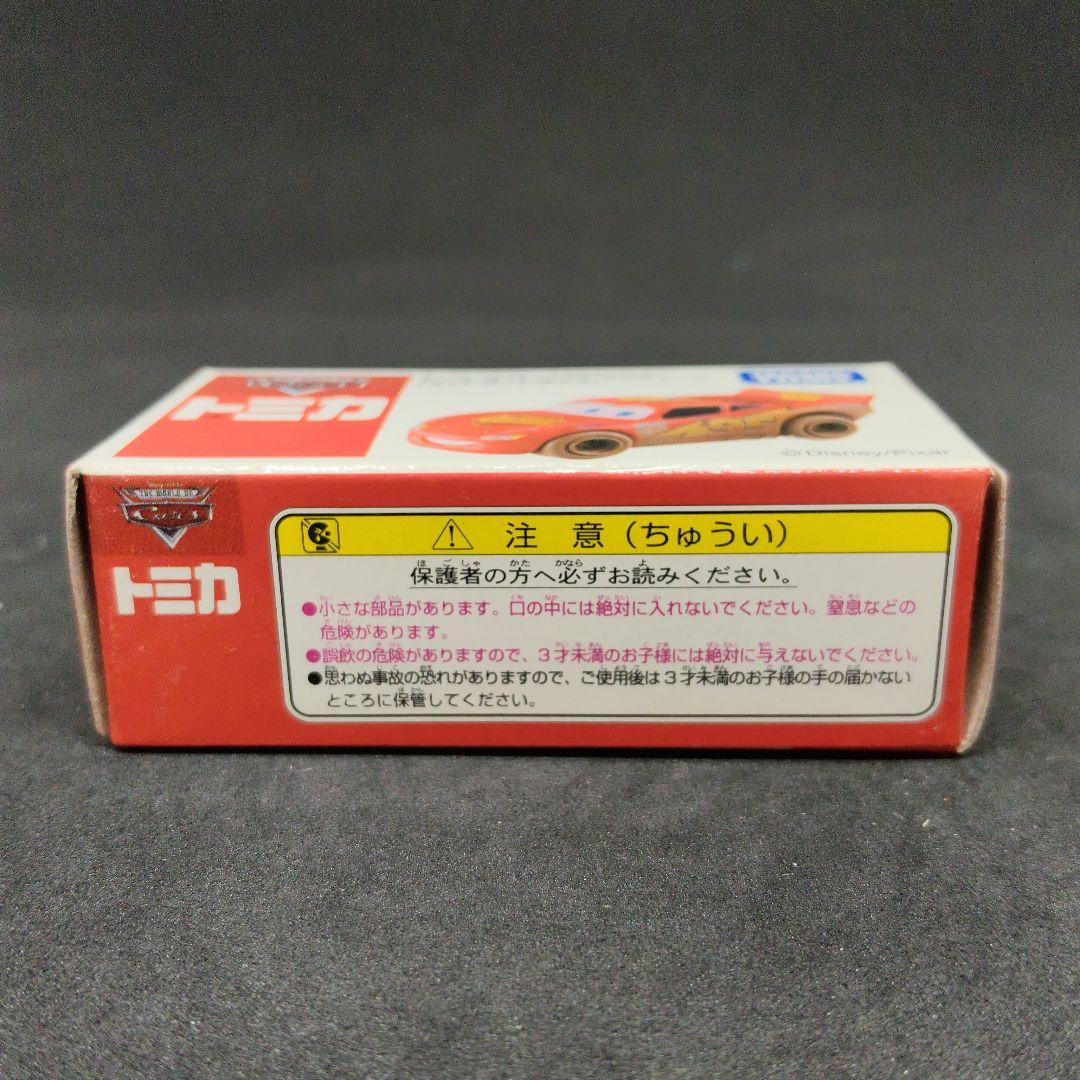 トミカ
©Disney/Pixar
THE WORLD OF
Cars
トミカ
注 意（ちゅうい）
保護者の方へ必ずお読みください。
●小さな部品があります。口の中には絶対に入れないでください。窒息などの
危険があります。
●誤飲の危険がありますので、3才未満のお子様には絶対に与えないでください。
●思わぬ事故の恐れがありますので、ご使用後は3才未満のお子様の手の届かない
ところに保管してください。